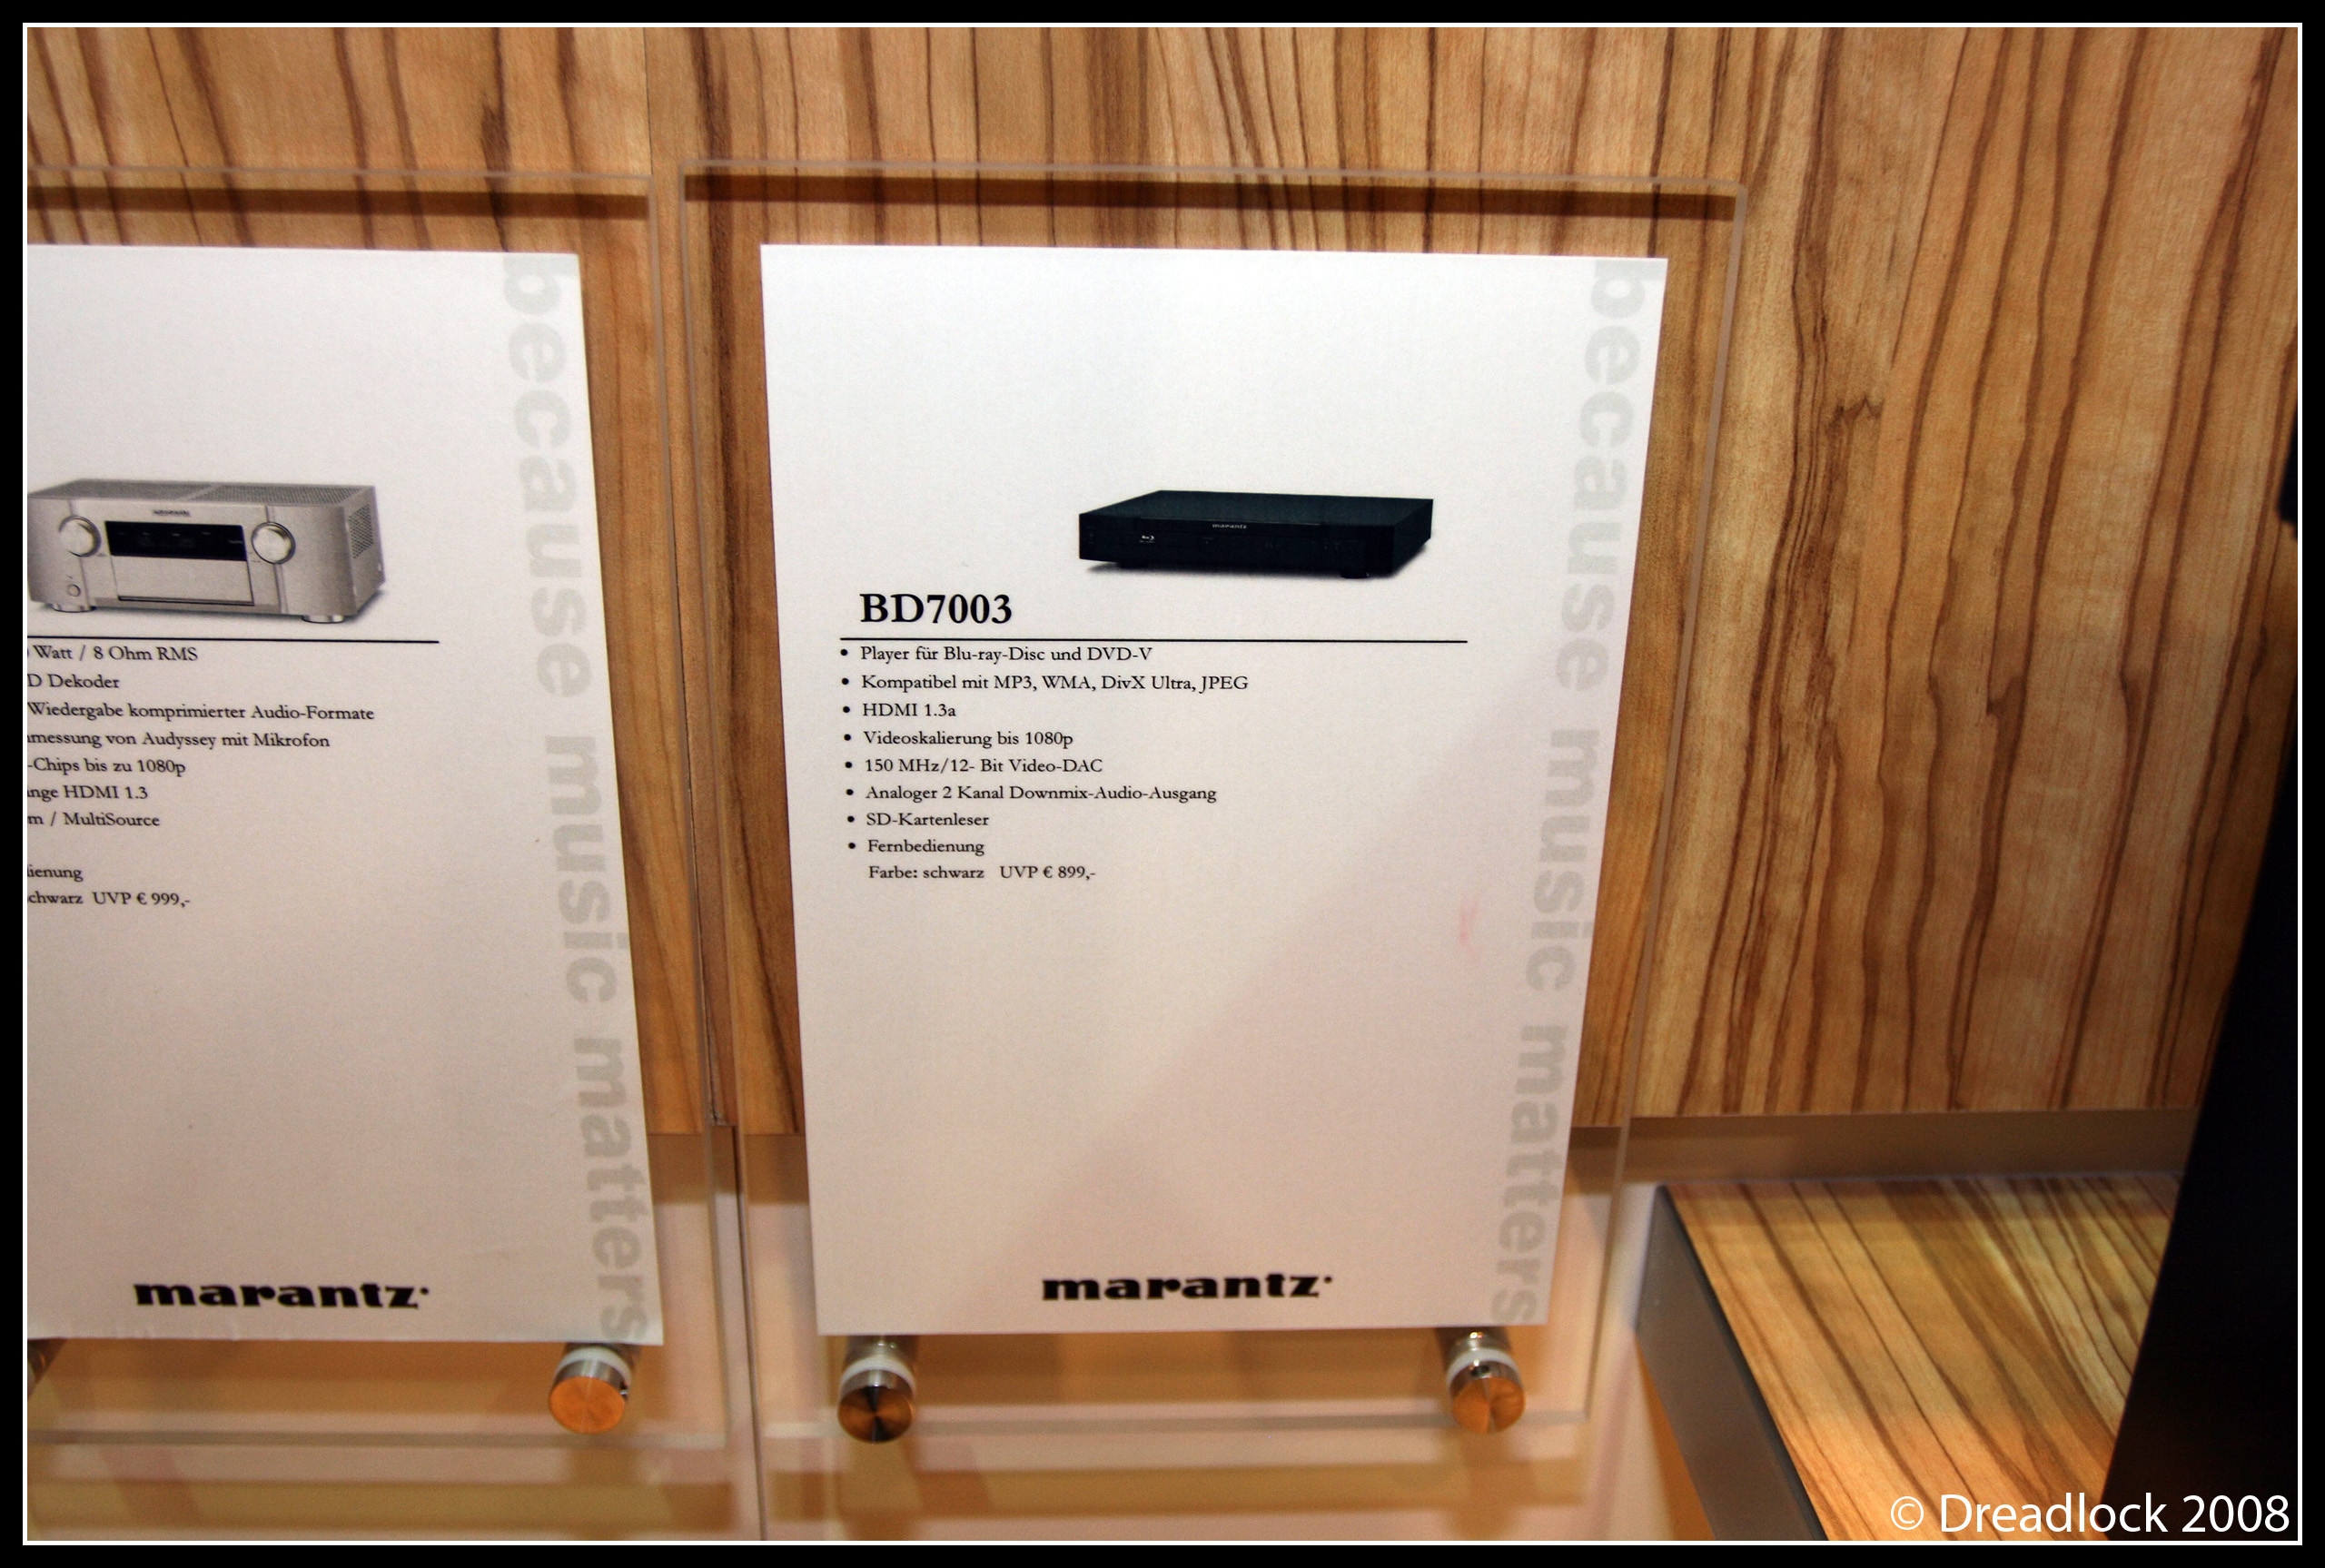 because music matters
Watt / 8 Ohm RMS
D Dekoder
Wiedergabe komprimierter Audio-Formate
messung von Audyssey mit Mikrofon
-Chips bis zu 1080p
nge HDMI 1.3
m / MultiSource
ienung
chwarz UVP € 999,-
marantz
because music matters
marantz
BD7003
• Player für Blu-ray-Disc und DVD-V
• Kompatibel mit MP3, WMA, DivX Ultra, JPEG
• HDMI 1.3a
• Videoskalierung bis 1080p
• 150 MHz/12- Bit Video-DAC
• Analoger 2 Kanal Downmix-Audio-Ausgang
• SD-Kartenleser
• Fernbedienung
Farbe: schwarz UVP € 899,-
marantz
© Dreadlock 2008